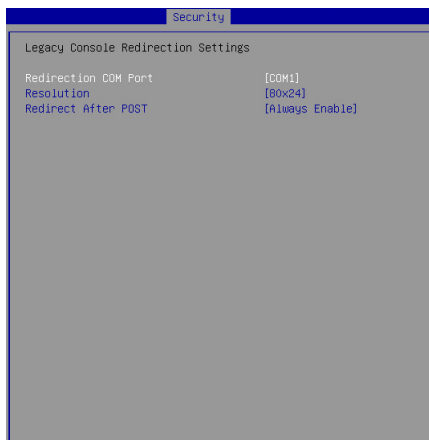 Security
Legacy Console Redirection Settings
Redirection COM Port [COM1]
Resolution [80x24]
Redirect After POST [Always Enable]